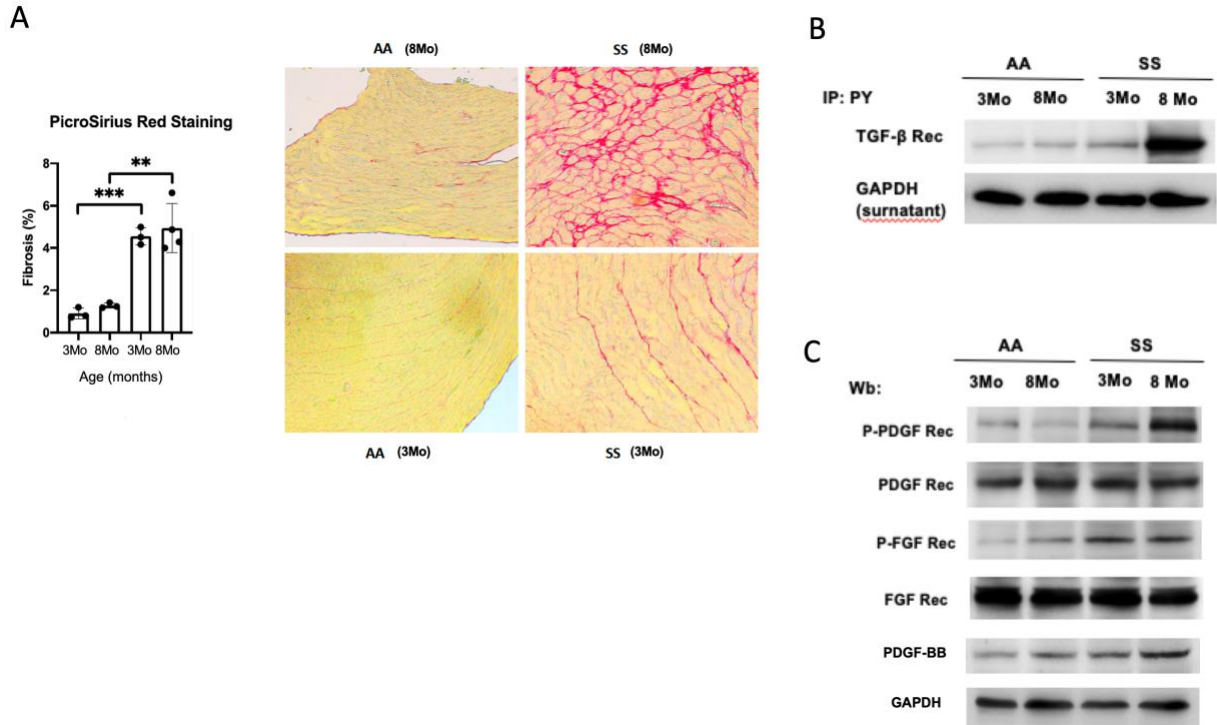 A
PicroSirius Red Staining
8
6
4
2
0
Fibrosis (%)
***
**
3Mo 8Mo 3Mo 8Mo
Age (months)
AA (8Mo) SS (8Mo)
AA (3Mo) SS (3Mo)
B
AA SS
IP: PY 3Mo 8Mo 3Mo 8 Mo
TGF-β Rec
GAPDH
(surnatant)
C
AA SS
Wb: 3Mo 8Mo 3Mo 8 Mo
P-PDGF Rec
PDGF Rec
P-FGF Rec
FGF Rec
PDGF-BB
GAPDH